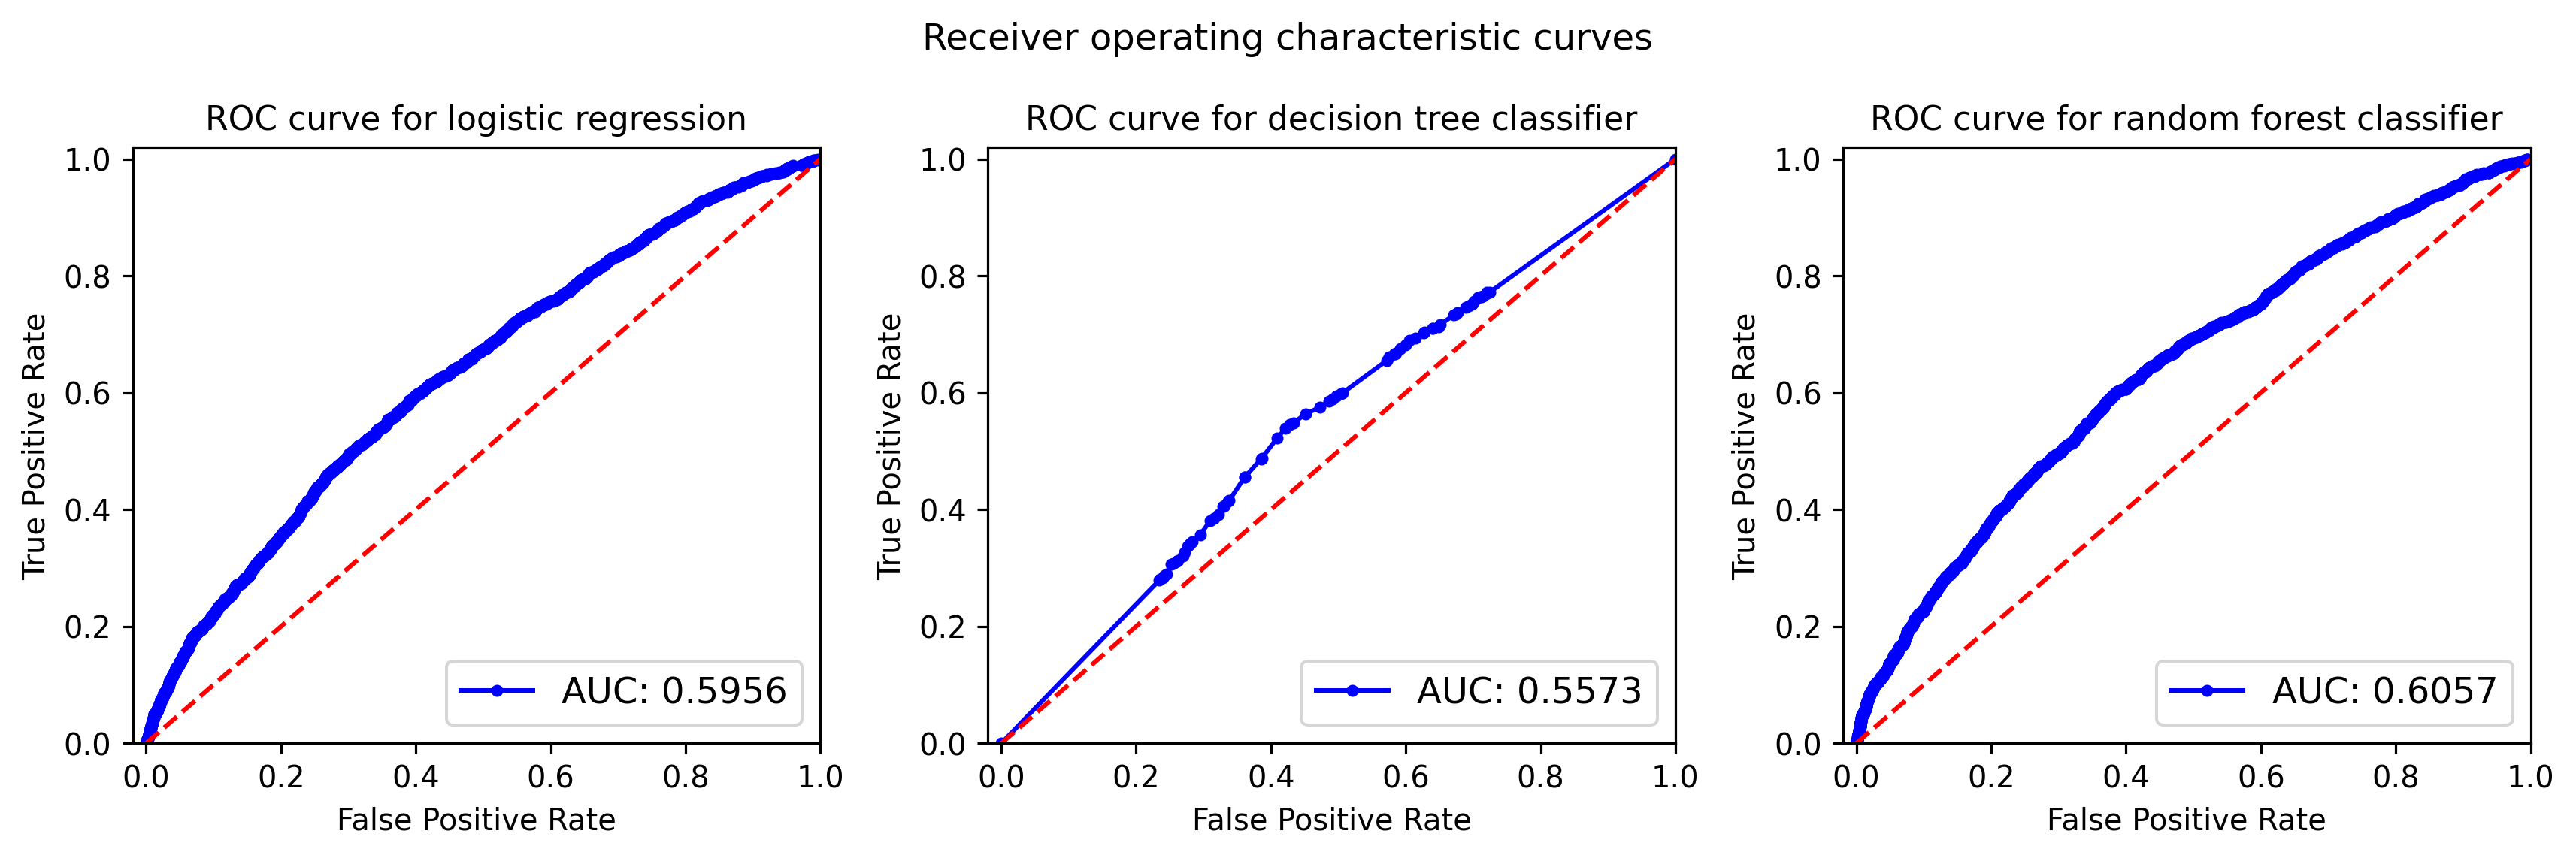 Receiver operating characteristic curves
ROC curve for logistic regression
1.0
0.8
0.6
0.4
0.2
0.0
True Positive Rate
0.0 0.2 0.4 0.6 0.8 1.0
False Positive Rate
AUC: 0.5956
ROC curve for decision tree classifier
1.0
0.8
0.6
0.4
0.2
0.0
True Positive Rate
0.0 0.2 0.4 0.6 0.8 1.0
False Positive Rate
AUC: 0.5573
ROC curve for random forest classifier
1.0
0.8
0.6
0.4
0.2
0.0
True Positive Rate
0.0 0.2 0.4 0.6 0.8 1.0
False Positive Rate
AUC: 0.6057